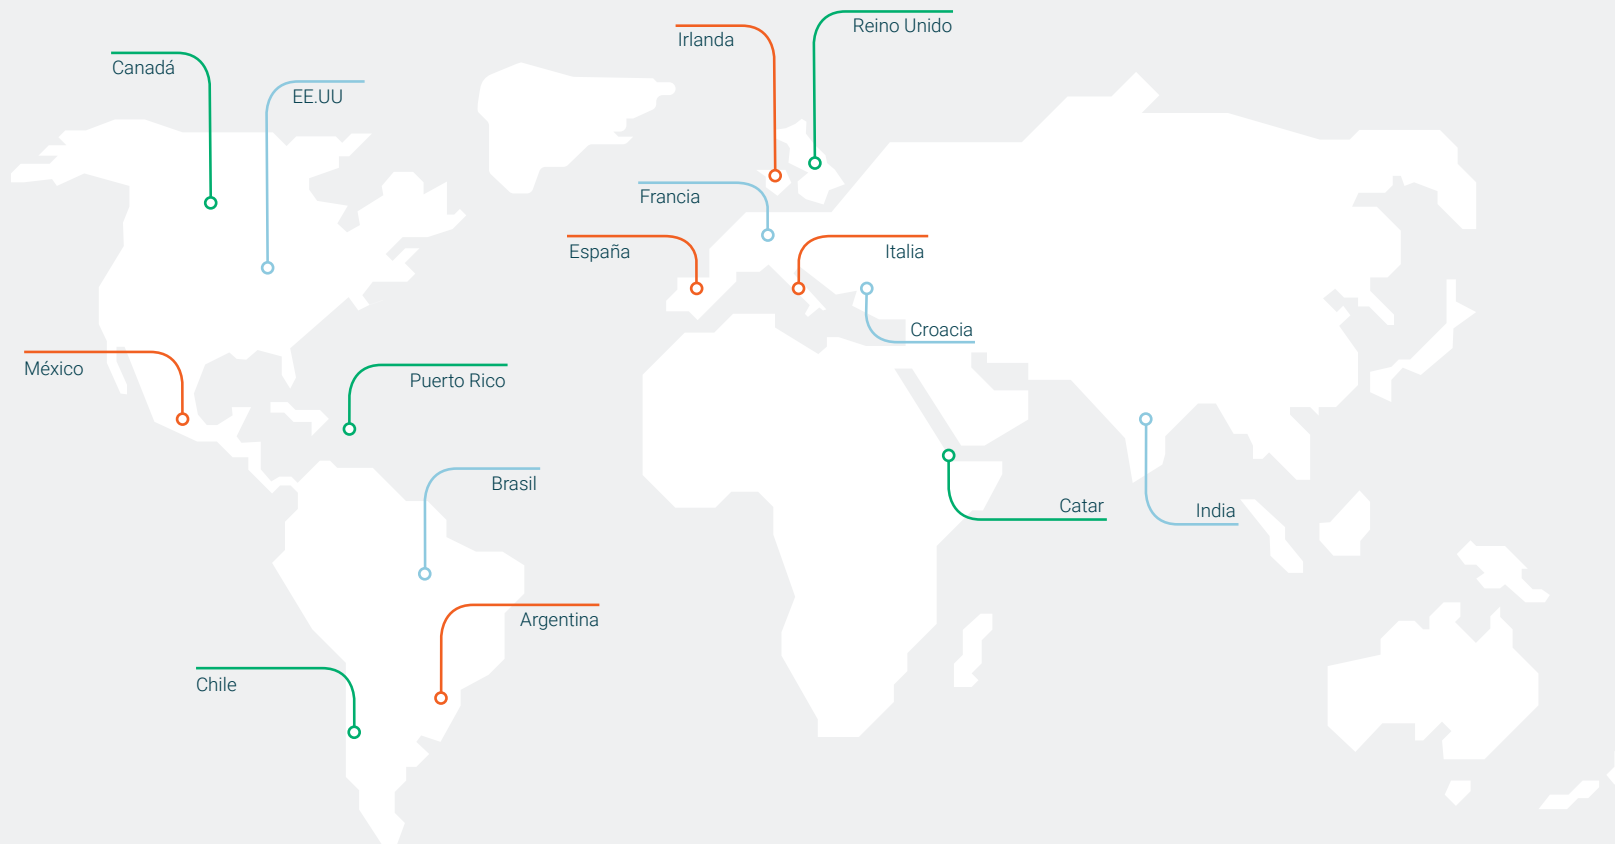 Reino Unido
Irlanda
Canadá
EE.UU
Francia
España
Italia
Croacia
México
Puerto Rico
Brasil
Catar
India
Argentina
Chile